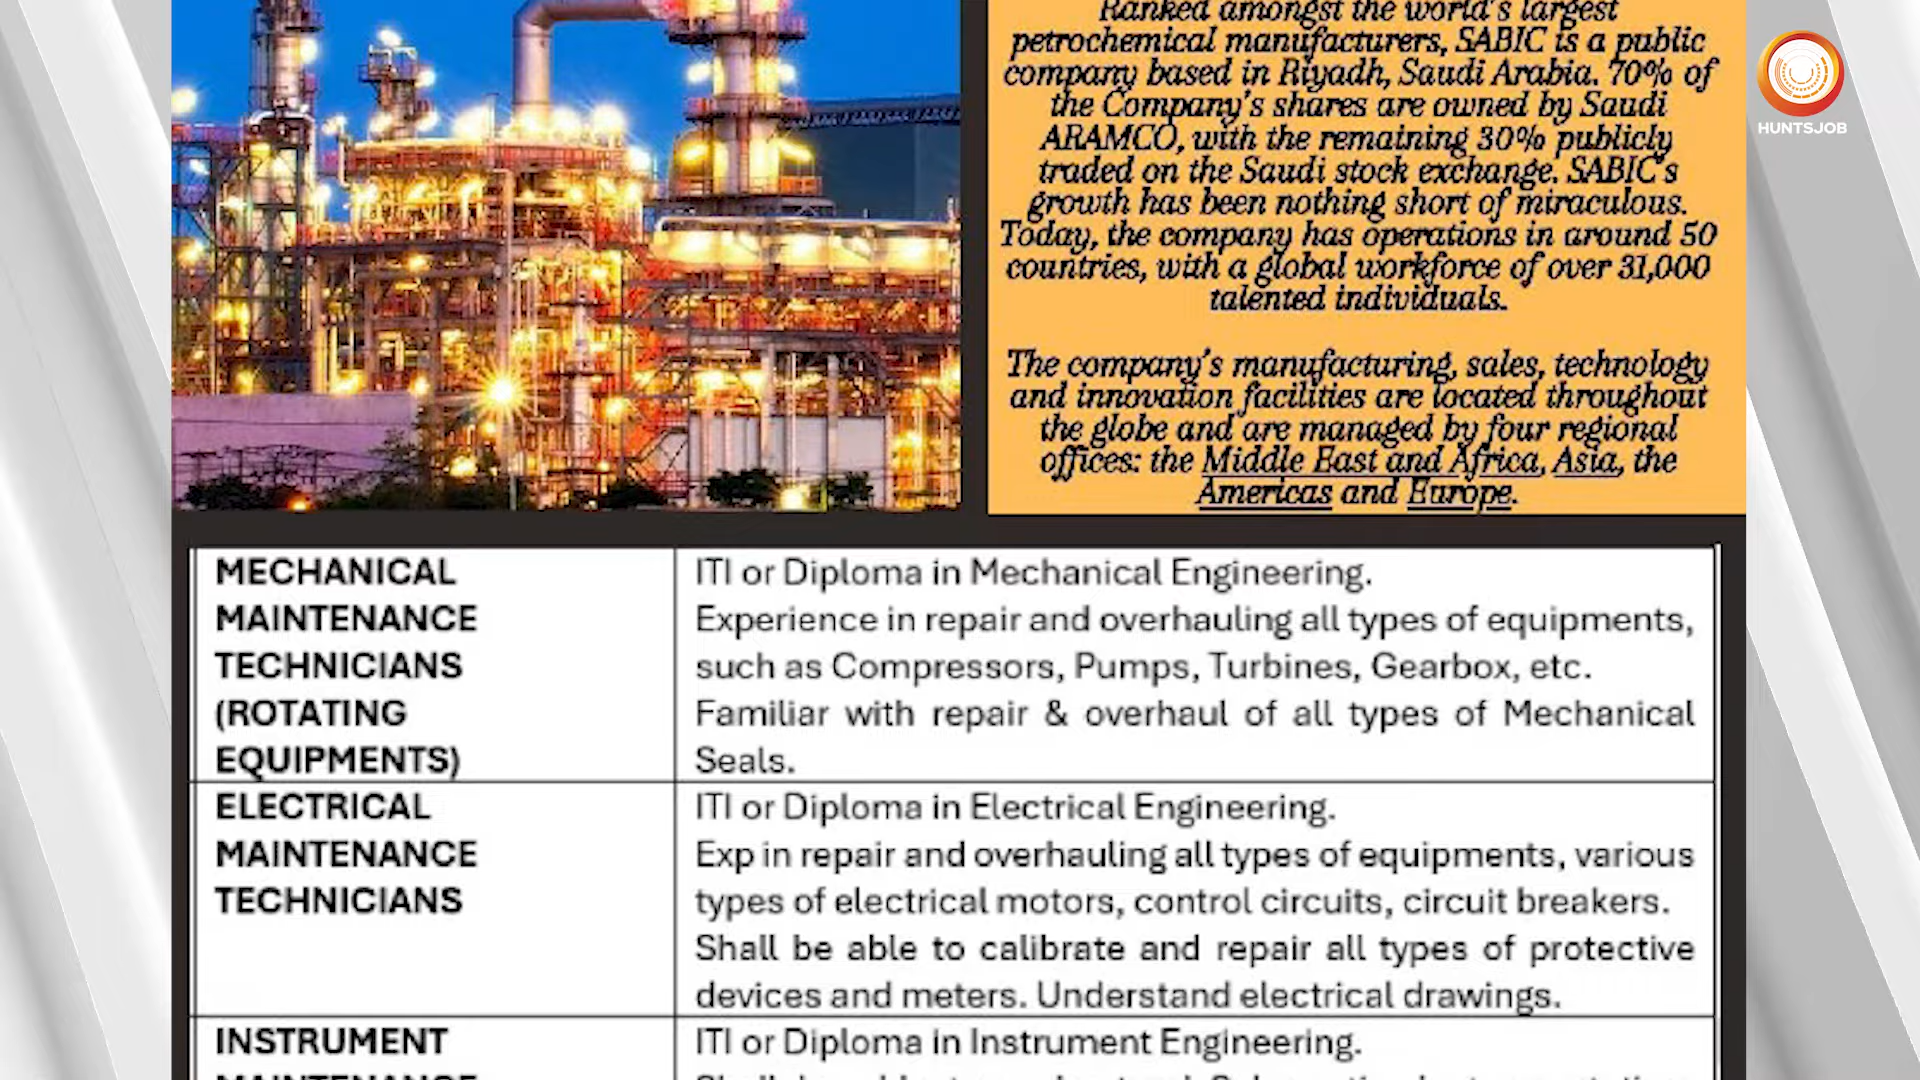 Ranked amongst the world's largest
petrochemical manufacturers, SABIC is a public
company based in Riyadh, Saudi Arabia. 70% of
the Company's shares are owned by Saudi
ARAMCO, with the remaining 30% publicly
traded on the Saudi stock exchange. SABIC's
growth has been nothing short of miraculous.
Today, the company has operations in around 50
countries, with a global workforce of over 31,000
talented individuals.
The company's manufacturing, sales, technology
and innovation facilities are located throughout
the globe and are managed by four regional
offices: the Middle East and Africa, Asia, the
Americas and Europe.
HUNTSJOB
MECHANICAL
MAINTENANCE
TECHNICIANS
(ROTATING
EQUIPMENTS)
ITI or Diploma in Mechanical Engineering.
Experience in repair and overhauling all types of equipments,
such as Compressors, Pumps, Turbines, Gearbox, etc.
Familiar with repair & overhaul of all types of Mechanical
Seals.
ELECTRICAL
MAINTENANCE
TECHNICIANS
ITI or Diploma in Electrical Engineering.
Exp in repair and overhauling all types of equipments, various
types of electrical motors, control circuits, circuit breakers.
Shall be able to calibrate and repair all types of protective
devices and meters. Understand electrical drawings.
INSTRUMENT
ITI or Diploma in Instrument Engineering.